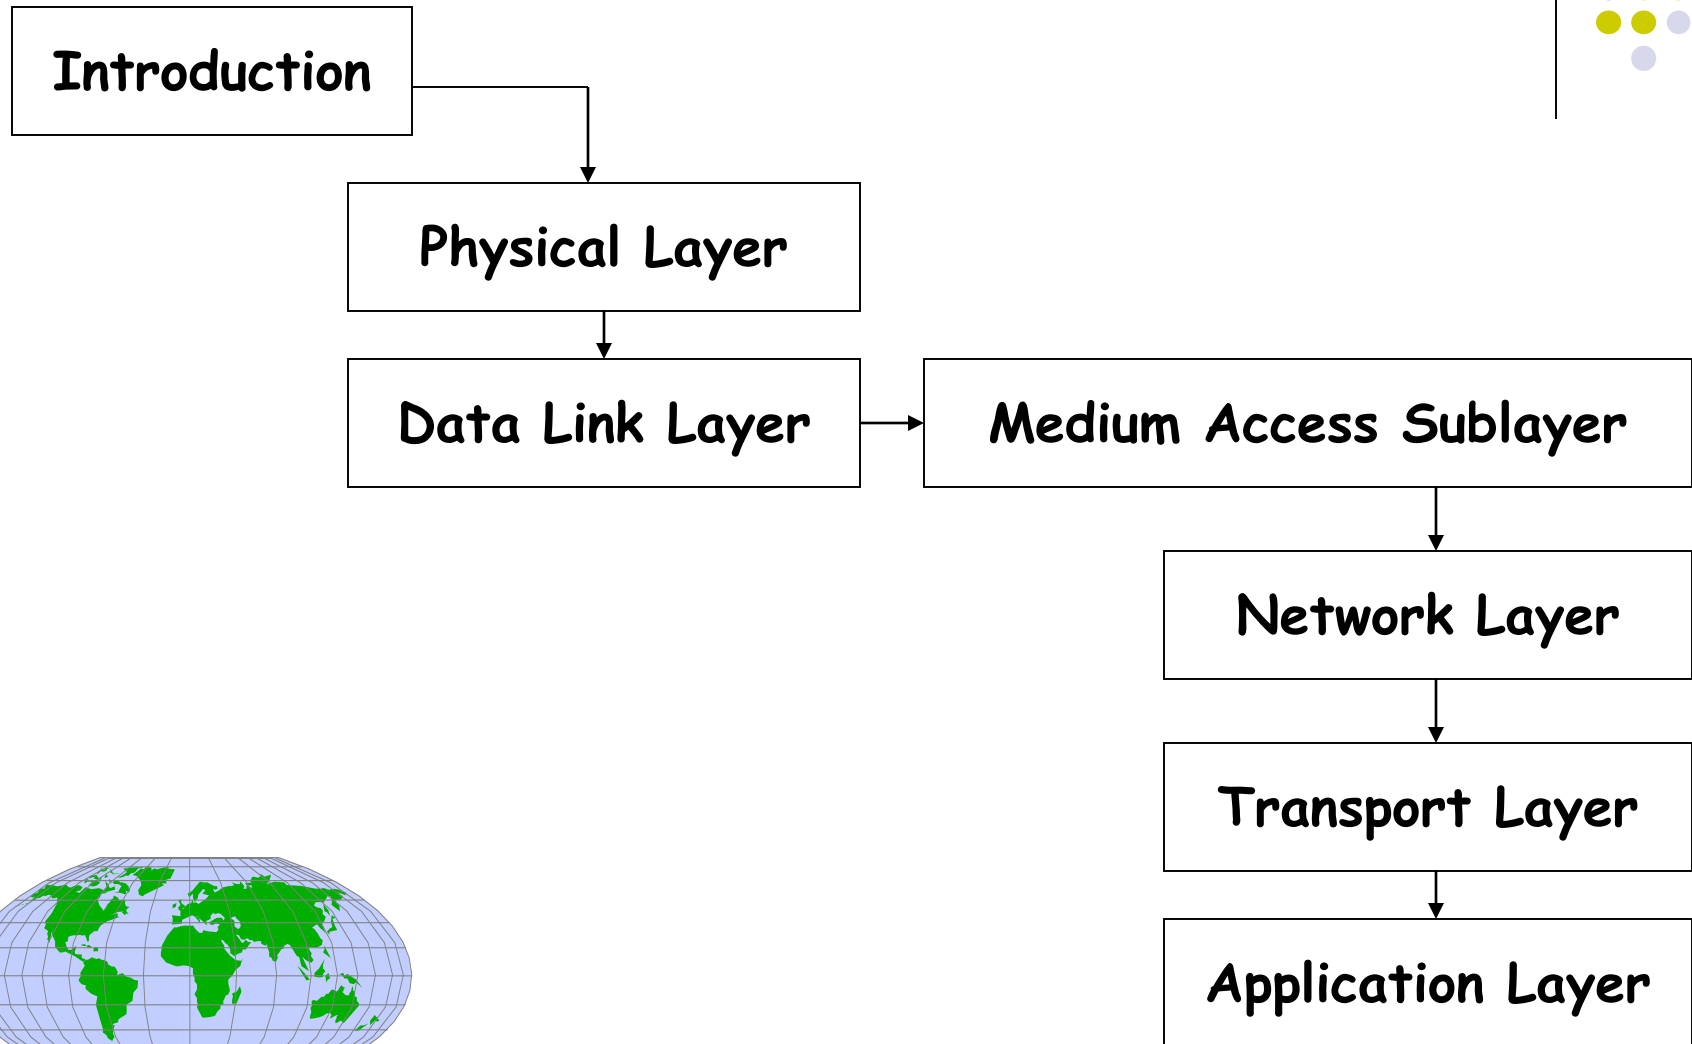 Introduction
Physical Layer
Data Link Layer
Medium Access Sublayer
Network Layer
Transport Layer
Application Layer